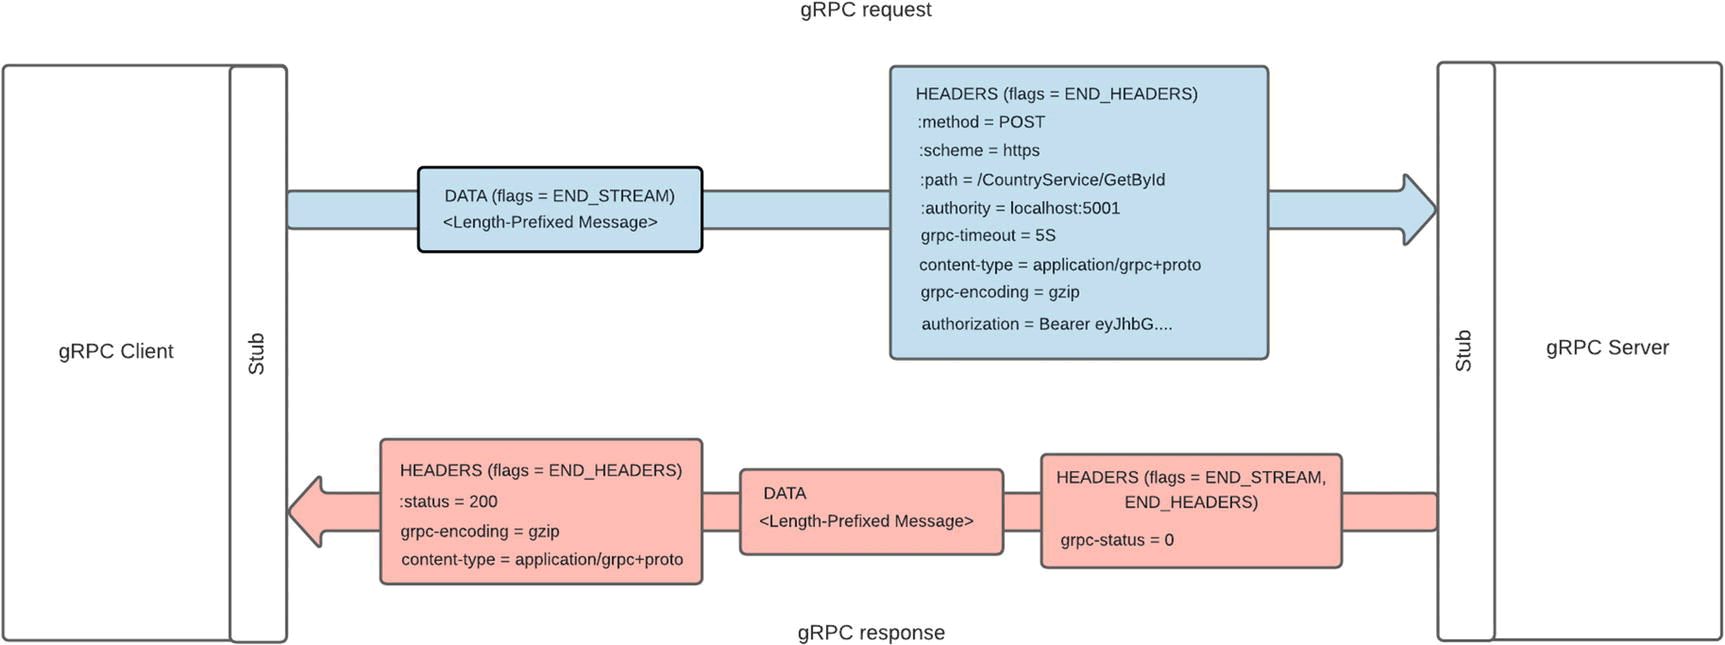 gRPC request
gRPC Client
Stub
DATA (flags = END_STREAM)
<Length-Prefixed Message>
HEADERS (flags = END_HEADERS)
:method = POST
:scheme = https
:path = /CountryService/GetById
:authority = localhost:5001
grpc-timeout = 5S
content-type = application/grpc+proto
grpc-encoding = gzip
authorization = Bearer eyJhbG....
Stub
gRPC Server
HEADERS (flags = END_HEADERS)
:status = 200
grpc-encoding = gzip
content-type = application/grpc+proto
DATA
<Length-Prefixed Message>
HEADERS (flags = END_STREAM,
END_HEADERS)
grpc-status = 0
gRPC response